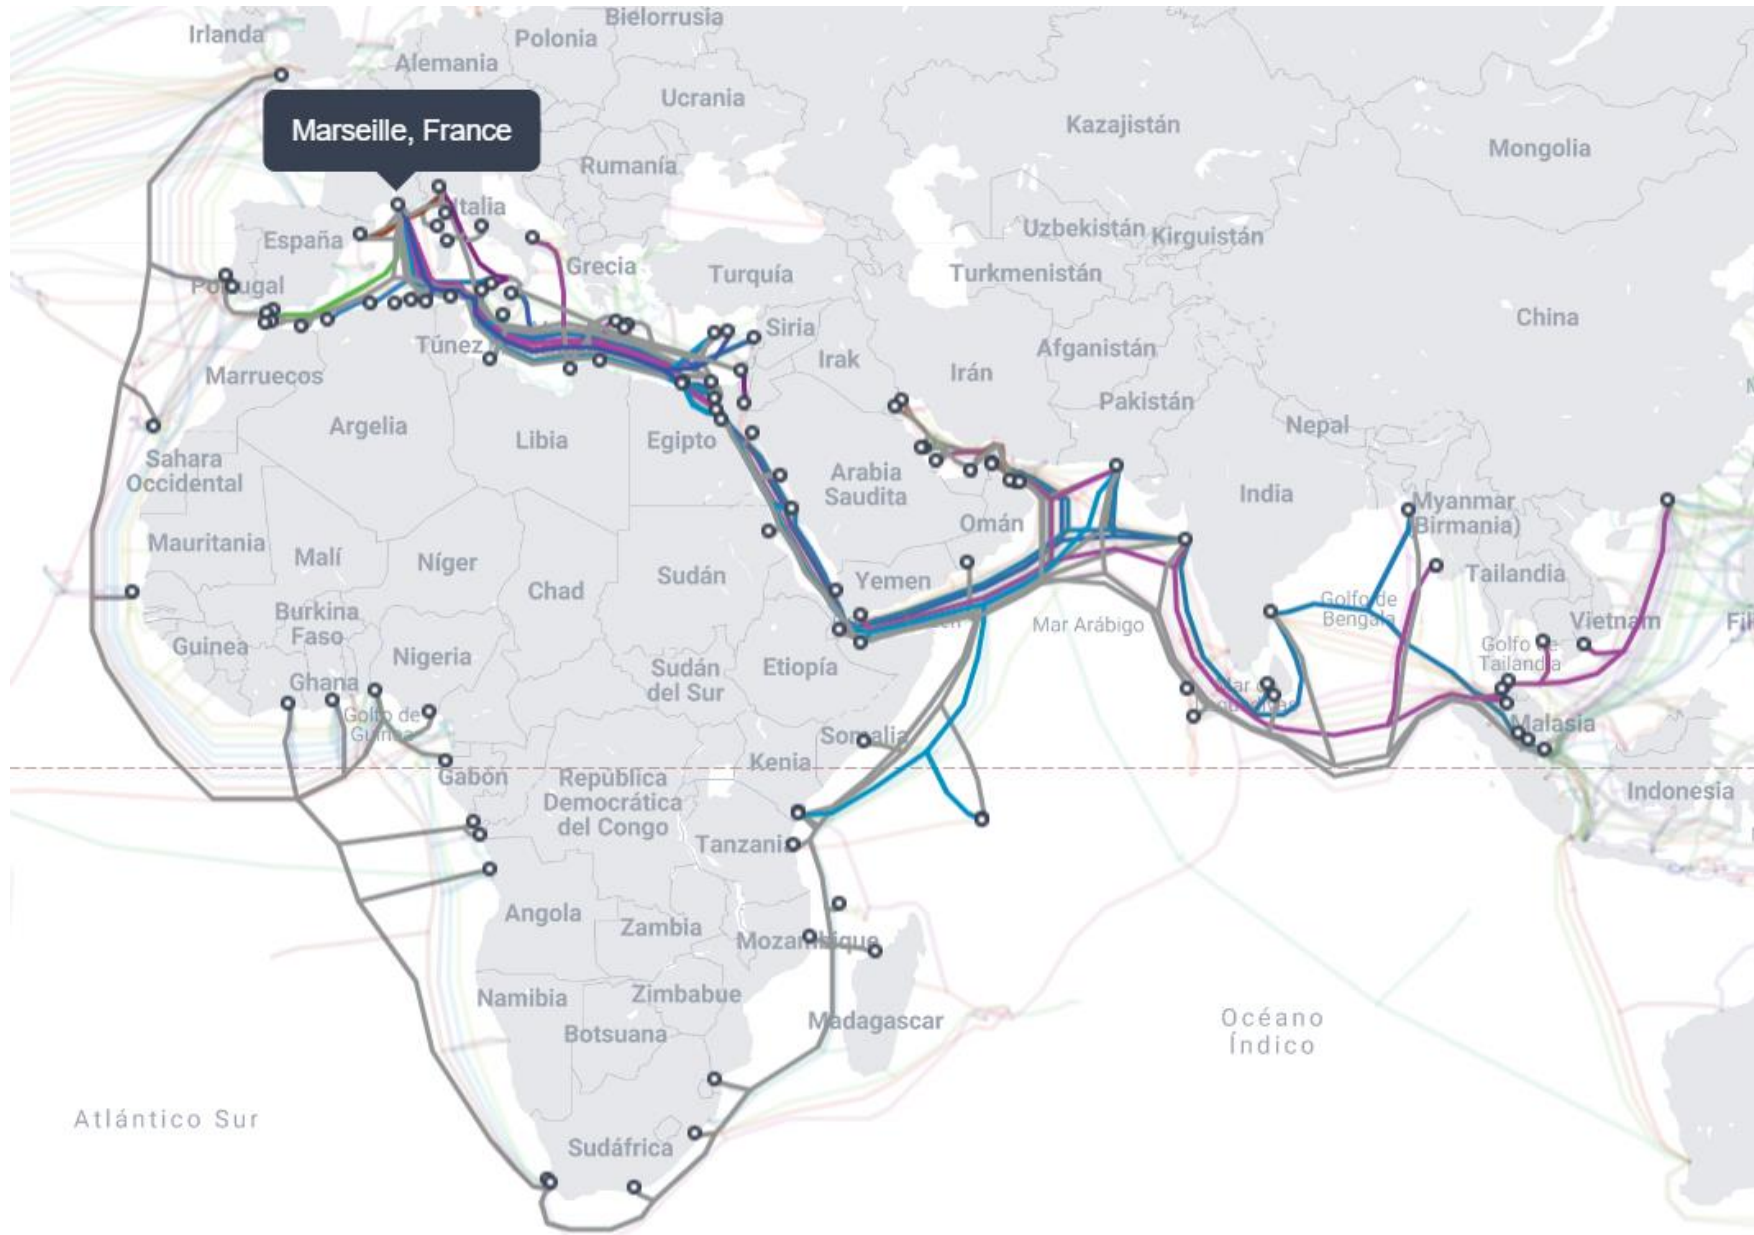 Bielorrusia
Irlanda
Polonia
Alemania
Ucrania
Kazajistán
Marseille, France
Mongolia
Rumanía
Italia
Uzbekistán
Kirguistán
España
Grecia
Turquía
Turkmenistán
Portugal
China
Siria
Túnez
Irak
Afganistán
Marruecos
Irán
Pakistán
Argelia
Nepal
Libia
Egipto
Sahara
Occidental
Arabia
Saudita
India
Myanmar
(Birmania)
Omán
Mauritania
Malí
Níger
Chad
Sudán
Yemen
Tailandia
Burkina
Faso
Golfo de
Bengala
Mar Arábigo
Vietnam
Guinea
Nigeria
Etiopía
Golfo de
Tailandia
Sudán
del Sur
Ghana
Golfo de
Guinea
Malasia
Somalia
Kenia
Gabón
República
Democrática
del Congo
Indonesia
Tanzania
Angola
Zambia
Mozambique
Namibia
Zimbabue
Madagascar
Botsuana
Océano
Índico
Atlántico Sur
Sudáfrica